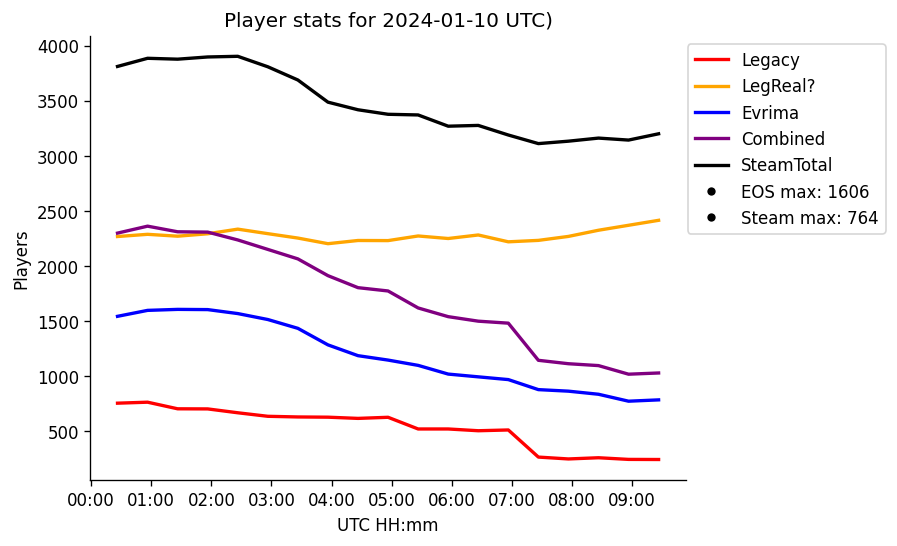 Player stats for 2024-01-10 UTC)
4000
3500
3000
2500
2000
1500
1000
500
Players
00:00 01:00 02:00 03:00 04:00 05:00 06:00 07:00 08:00 09:00
UTC HH:mm
Legacy
LegReal?
Evrima
Combined
SteamTotal
EOS max: 1606
Steam max: 764